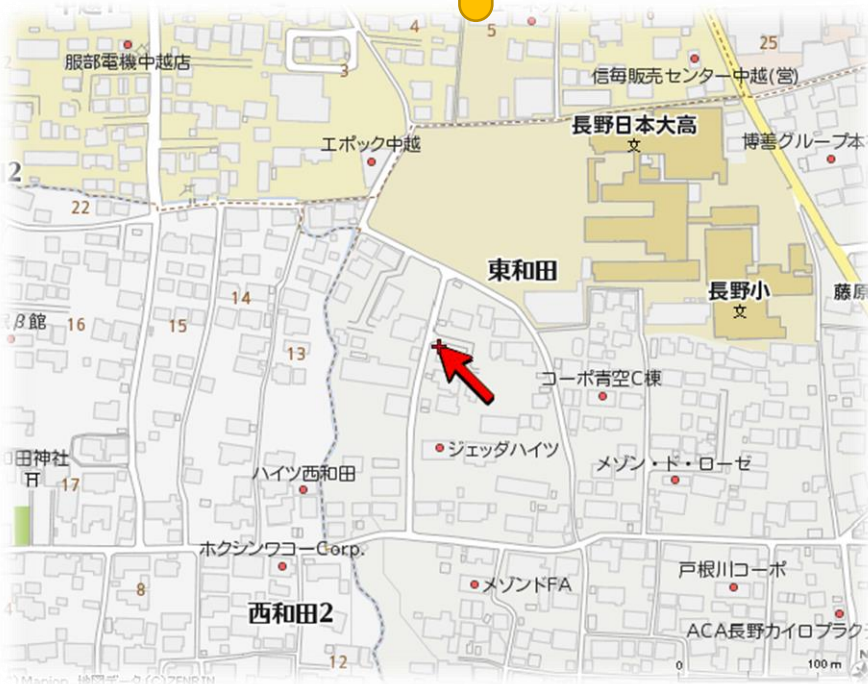 4
5
6
25
服部電機中越店
3
信毎販売センター中越(営)
長野日本大高
文
エポック中越
博善グループ本
2
22
東和田
14
長野小
文
藤原
β館
16
15
13
コーポ青空C棟
ジェッダハイツ
田神社
ハイツ西和田
メゾン・ド・ローゼ
17
ホクシンワコーCorp.
8
メゾンドFA
戸根川コーポ
西和田2
ACA長野カイロプラク
12
0
100 m